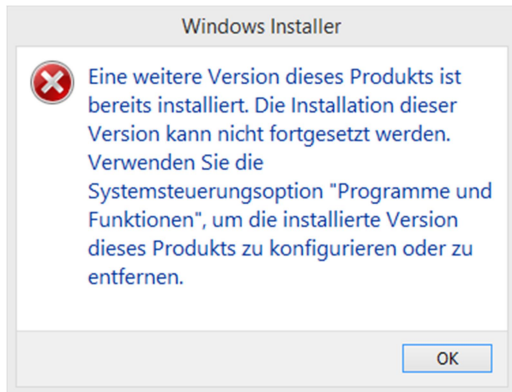 Windows Installer
Eine weitere Version dieses Produkts ist
bereits installiert. Die Installation dieser
Version kann nicht fortgesetzt werden.
Verwenden Sie die
Systemsteuerungsoption "Programme und
Funktionen", um die installierte Version
dieses Produkts zu konfigurieren oder zu
entfernen.
OK